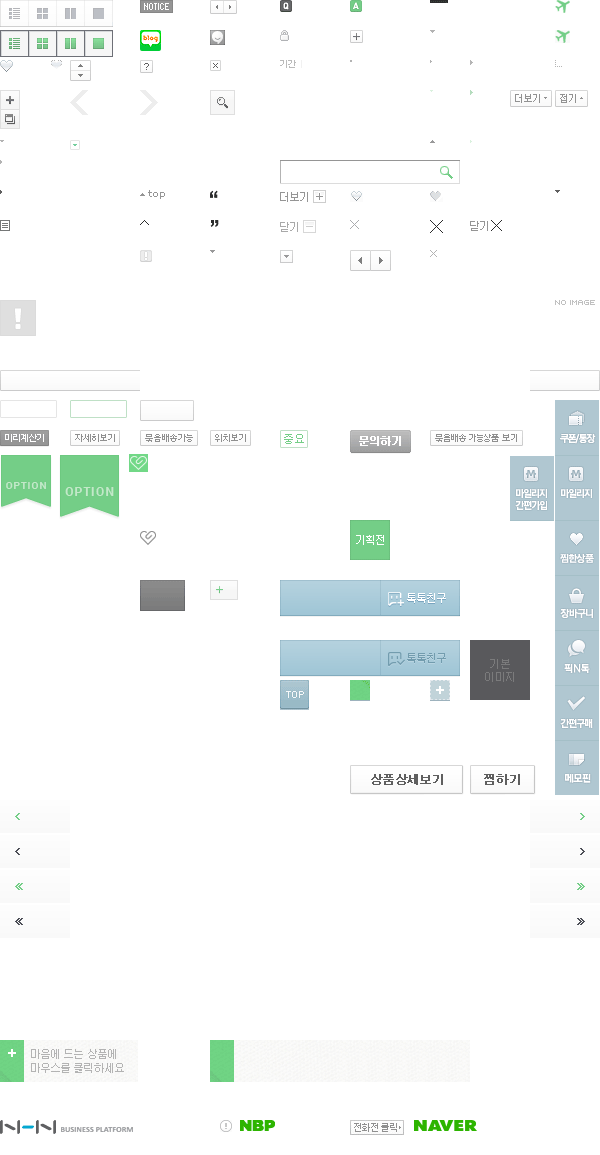 NOTICE
Q
A
blog
?
기간
더보기
접기
top
더보기
닫기
닫기
NO IMAGE
미리계산기
자세히보기
묶음배송가능
위치보기
중요
문의하기
묶음배송 가능상품 보기
쿠폰/통장
OPTION
OPTION
마일리지
간편가입
마일리지
기획전
찜한상품
톡톡친구
장바구니
톡톡친구
기본
이미지
픽N톡
TOP
간편구매
상품상세보기
찜하기
메모핀
마음에 드는 상품에
마우스를 클릭하세요
NHN BUSINESS PLATFORM
NBP
전화전 클릭
NAVER